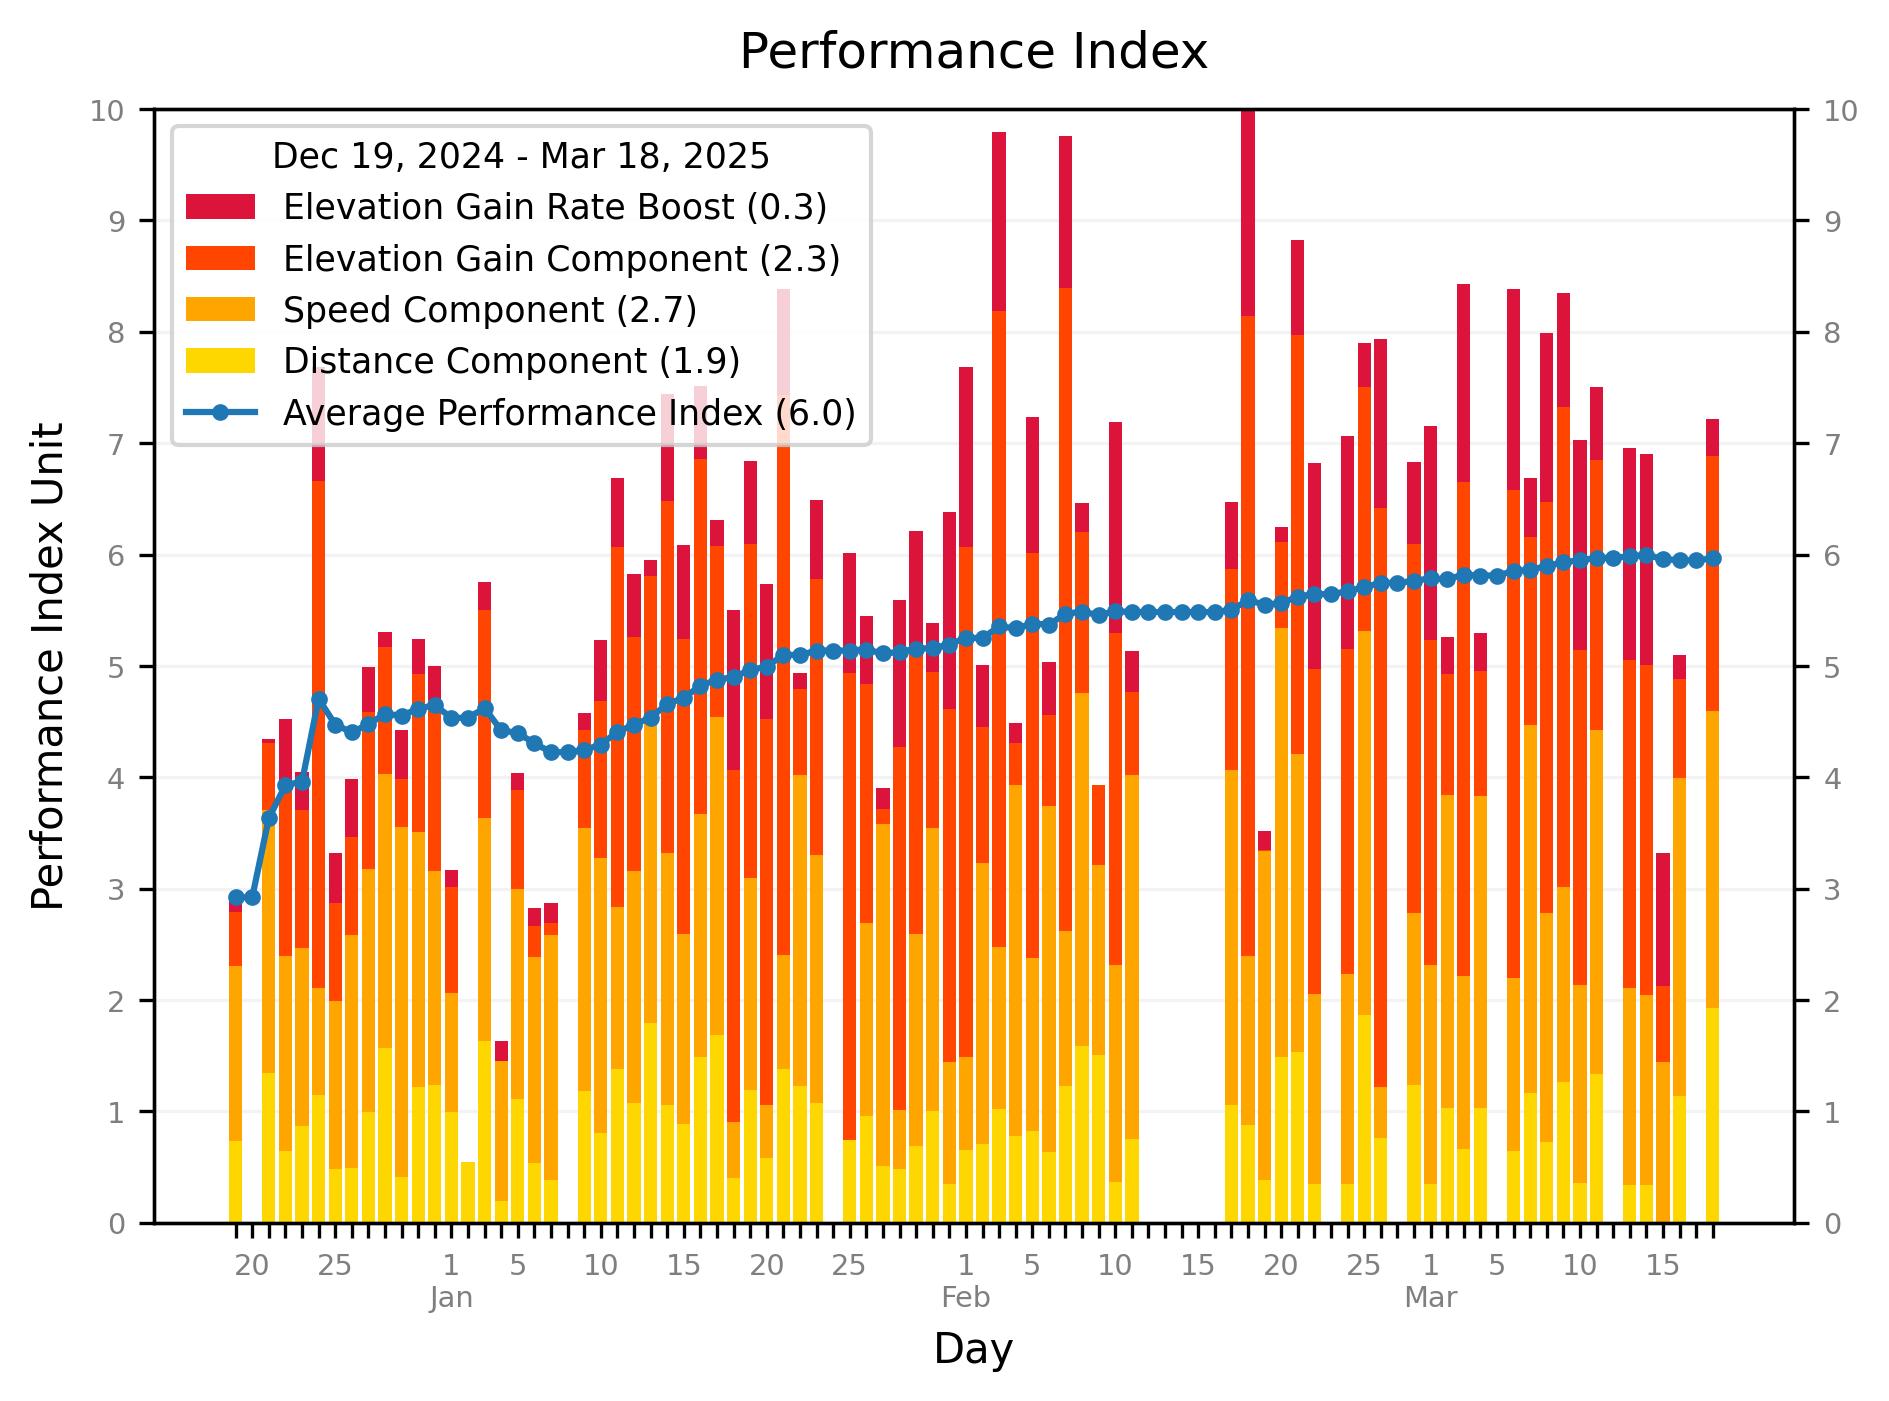 Performance Index
Dec 19, 2024 - Mar 18, 2025
Elevation Gain Rate Boost (0.3)
Elevation Gain Component (2.3)
Speed Component (2.7)
Distance Component (1.9)
Average Performance Index (6.0)
Performance Index Unit
10 10
9 9
8 8
7 7
6 6
5 5
4 4
3 3
2 2
1 1
0 0
20 25 1 5 10 15 20 25 1 5 10 15 20 25 1 5 10 15
Jan Feb Mar
Day